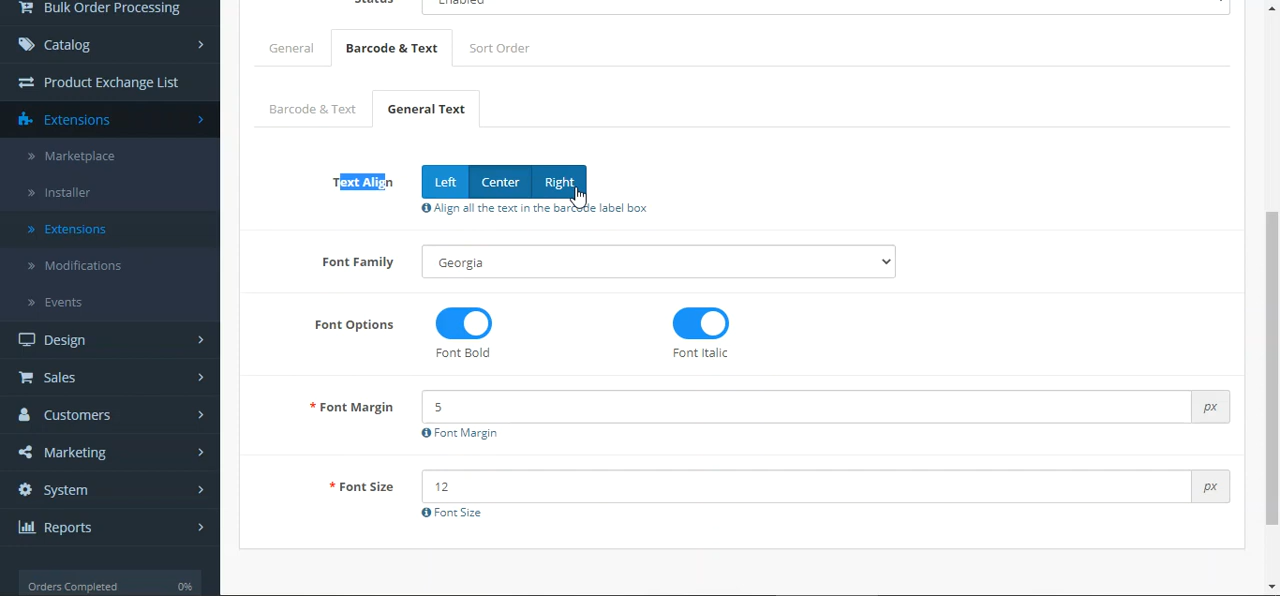 Bulk Order Processing
Catalog
Product Exchange List
Extensions
Marketplace
Installer
Extensions
Modifications
Events
Design
Sales
Customers
Marketing
System
Reports
Orders Completed 0%
Status Enabled
General Barcode & Text Sort Order
Barcode & Text General Text
Text Align Left Center Right
Align all the text in the barcode label box
Font Family Georgia
Font Options
Font Bold Font Italic
* Font Margin 5 px
Font Margin
* Font Size 12 px
Font Size